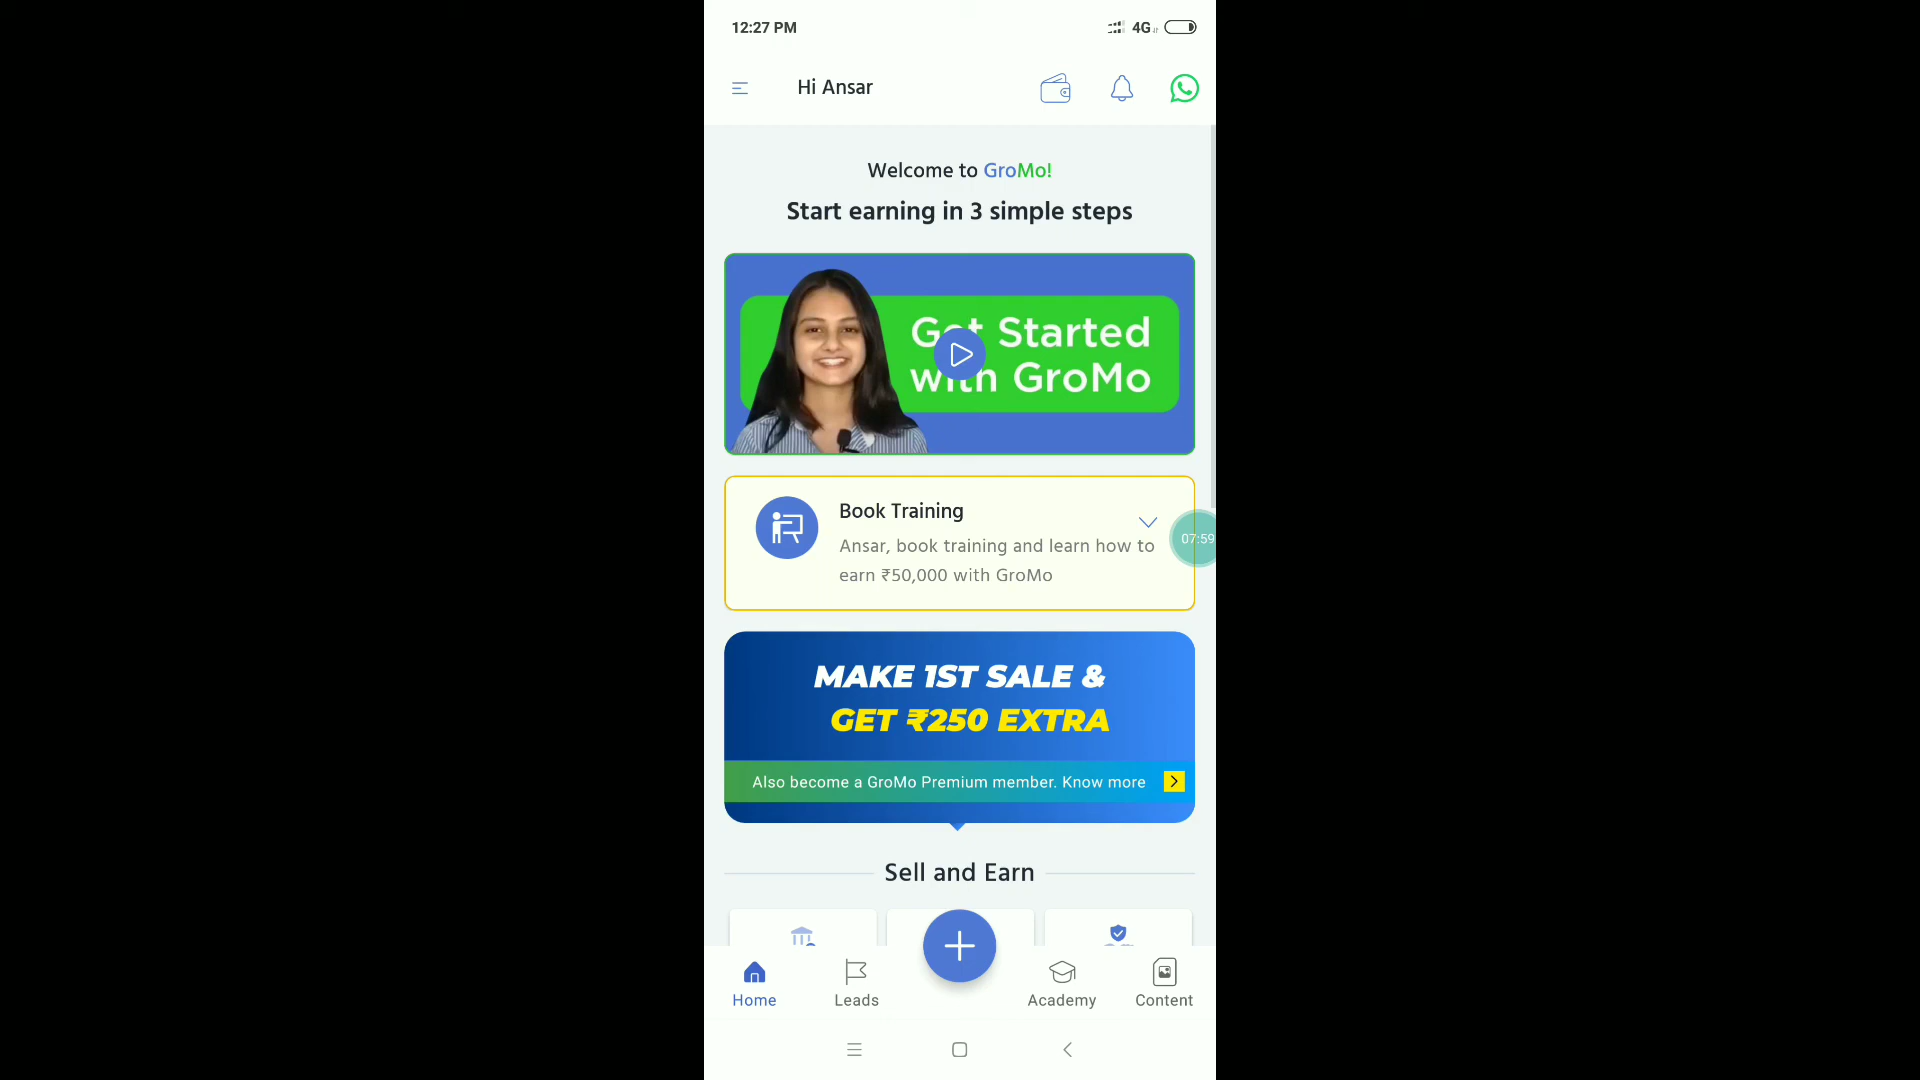 12:27 PM
4G
Hi Ansar
Welcome to GroMo!
Start earning in 3 simple steps
Get Started
with GroMo
Book Training
Ansar, book training and learn how to
earn ₹50,000 with GroMo
07:59
MAKE 1ST SALE &
GET ₹250 EXTRA
Also become a GroMo Premium member. Know more
Sell and Earn
Home
Leads
Academy
Content